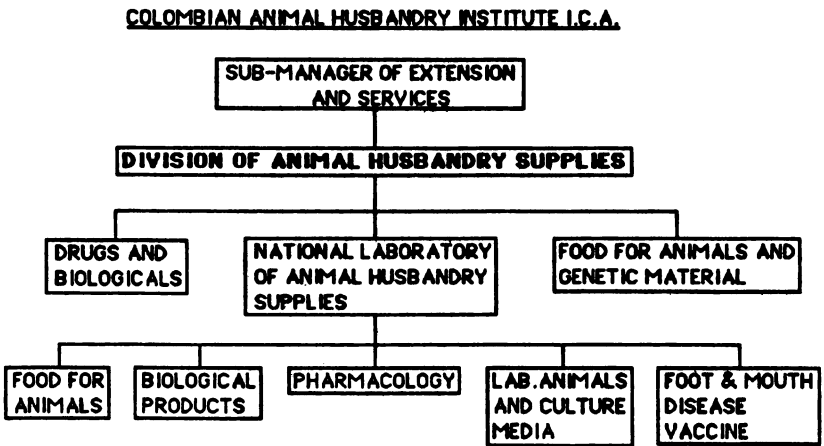 COLOMBIAN ANIMAL HUSBANDRY INSTITUTE I.C.A.
SUB-MANAGER OF EXTENSION
AND SERVICES
DIVISION OF ANIMAL HUSBANDRY SUPPLIES
DRUGS AND
BIOLOGICALS
NATIONAL LABORATORY
OF ANIMAL HUSBANDRY
SUPPLIES
FOOD FOR ANIMALS AND
GENETIC MATERIAL
FOOD FOR
ANIMALS
BIOLOGICAL
PRODUCTS
PHARMACOLOGY
LAB.ANIMALS
AND CULTURE
MEDIA
FOOT & MOUTH
DISEASE
VACCINE